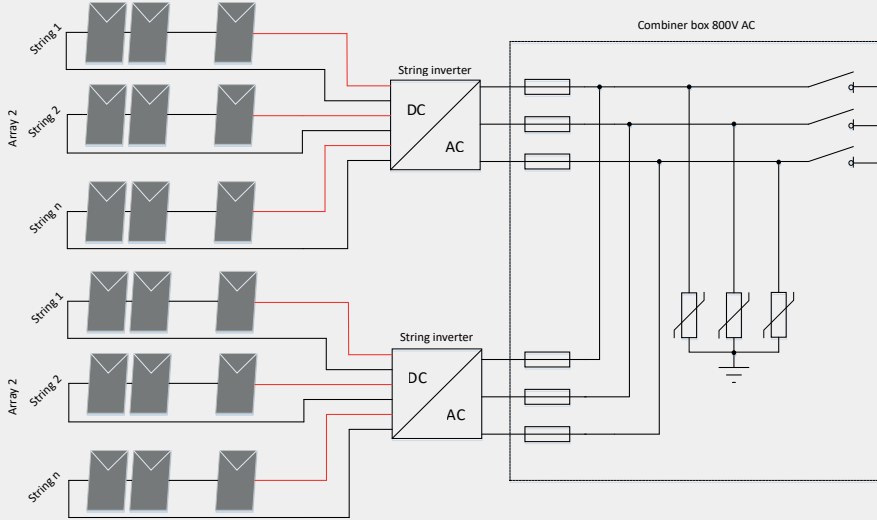 Combiner box 800V AC
String 1
String inverter
DC
AC
Array 2
String 2
String n
String 1
String inverter
DC
AC
Array 2
String 2
String n